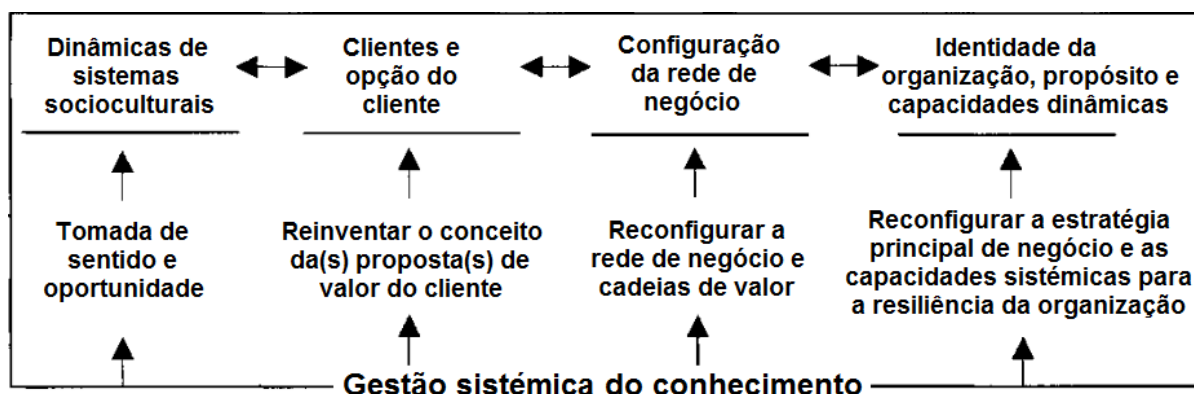 Dinâmicas de
sistemas
socioculturais
Clientes e
opção do
cliente
Configuração
da rede de
negócio
Identidade da
organização, propósito e
capacidades dinâmicas
Tomada de
sentido e
oportunidade
Reinventar o conceito
da(s) proposta(s) de
valor do cliente
Reconfigurar a
rede de negócio e
cadeias de valor
Reconfigurar a estratégia
principal de negócio e as
capacidades sistémicas para
a resiliência da organização
Gestão sistémica do conhecimento